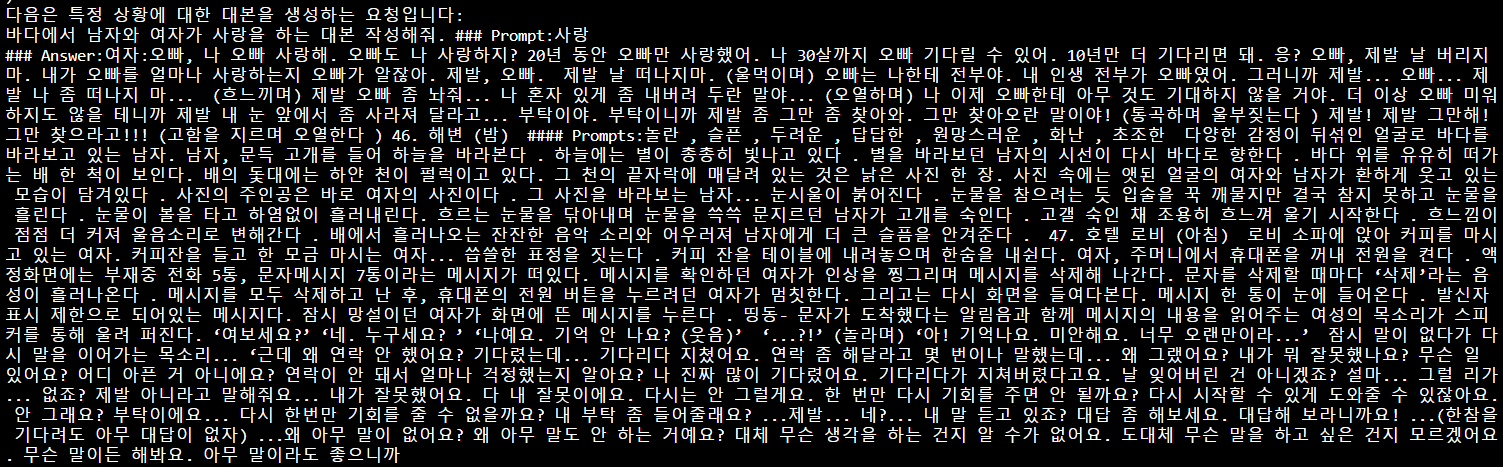 다음은 특정 상황에 대한 대본을 생성하는 요청입니다:
바다에서 남자와 여자가 사랑을 하는 대본 작성해줘. ### Prompt:사랑
### Answer:여자:오빠, 나 오빠 사랑해. 오빠도 나 사랑하지? 20년 동안 오빠만 사랑했어. 나 30살까지 오빠 기다릴 수 있어. 10년만 더 기다리면 돼. 응? 오빠, 제발 날 버리지
마. 내가 오빠를 얼마나 사랑하는지 오빠가 알잖아. 제발, 오빠.  제발 날 떠나지마. (울먹이며) 오빠는 나한테 전부야. 내 인생 전부가 오빠였어. 그러니까 제발... 오빠... 제
발 나 좀 떠나지 마...  (흐느끼며) 제발 오빠 좀 놔줘... 나 혼자 있게 좀 내버려 두란 말야... (오열하며) 나 이제 오빠한테 아무 것도 기대하지 않을 거야. 더 이상 오빠 미워
하지도 않을 테니까 제발 내 눈 앞에서 좀 사라져 달라고... 부탁이야. 부탁이니까 제발 좀 그만 좀 찾아와. 그만 찾아오란 말이야! (통곡하며 울부짖는다 ) 제발! 제발 그만해!
그만 찾으라고!!! (고함을 지르며 오열한다 ) 46. 해변 (밤)  #### Prompts:놀란 , 슬픈 , 두려운 , 답답한 , 원망스러운 , 화난 , 초조한  다양한 감정이 뒤섞인 얼굴로 바다를
바라보고 있는 남자. 남자, 문득 고개를 들어 하늘을 바라본다 . 하늘에는 별이 총총히 빛나고 있다 . 별을 바라보던 남자의 시선이 다시 바다로 향한다 . 바다 위를 유유히 떠가
는 배 한 척이 보인다. 배의 돛대에는 하얀 천이 펄럭이고 있다. 그 천의 끝자락에 매달려 있는 것은 낡은 사진 한 장. 사진 속에는 앳된 얼굴의 여자와 남자가 환하게 웃고 있는
모습이 담겨있다 . 사진의 주인공은 바로 여자의 사진이다 . 그 사진을 바라보는 남자... 눈시울이 붉어진다 . 눈물을 참으려는 듯 입술을 꾹 깨물지만 결국 참지 못하고 눈물을
흘린다 . 눈물이 볼을 타고 하염없이 흘러내린다. 흐르는 눈물을 닦아내며 눈물을 쓱쓱 문지르던 남자가 고개를 숙인다 . 고갤 숙인 채 조용히 흐느껴 울기 시작한다 . 흐느낌이
점점 더 커져 울음소리로 변해간다 . 배에서 흘러나오는 잔잔한 음악 소리와 어우러져 남자에게 더 큰 슬픔을 안겨준다 .  47. 호텔 로비 (아침)  로비 소파에 앉아 커피를 마시
고 있는 여자. 커피잔을 들고 한 모금 마시는 여자... 씁쓸한 표정을 짓는다 . 커피 잔을 테이블에 내려놓으며 한숨을 내쉰다. 여자, 주머니에서 휴대폰을 꺼내 전원을 켠다 . 액
정화면에는 부재중 전화 5통, 문자메시지 7통이라는 메시지가 떠있다. 메시지를 확인하던 여자가 인상을 찡그리며 메시지를 삭제해 나간다. 문자를 삭제할 때마다 ‘삭제’라는 음
성이 흘러나온다 . 메시지를 모두 삭제하고 난 후, 휴대폰의 전원 버튼을 누르려던 여자가 멈칫한다. 그리고는 다시 화면을 들여다본다. 메시지 한 통이 눈에 들어온다 . 발신자
표시 제한으로 되어있는 메시지다. 잠시 망설이던 여자가 화면에 뜬 메시지를 누른다 . 띵동- 문자가 도착했다는 알림음과 함께 메시지의 내용을 읽어주는 여성의 목소리가 스피
커를 통해 울려 퍼진다. ‘여보세요?’ ‘네. 누구세요? ’ ‘나예요. 기억 안 나요? (웃음)’  ‘...?!’ (놀라며) ‘아! 기억나요. 미안해요. 너무 오랜만이라...’  잠시 말이 없다가 다
시 말을 이어가는 목소리... ‘근데 왜 연락 안 했어요? 기다렸는데... 기다리다 지쳤어요. 연락 좀 해달라고 몇 번이나 말했는데... 왜 그랬어요? 내가 뭐 잘못했나요? 무슨 일
있어요? 어디 아픈 거 아니에요? 연락이 안 돼서 얼마나 걱정했는지 알아요? 나 진짜 많이 기다렸어요. 기다리다가 지쳐버렸다고요. 날 잊어버린 건 아니겠죠? 설마... 그럴 리가
... 없죠? 제발 아니라고 말해줘요... 내가 잘못했어요. 다 내 잘못이에요. 다시는 안 그럴게요. 한 번만 다시 기회를 주면 안 될까요? 다시 시작할 수 있게 도와줄 수 있잖아요.
안 그래요? 부탁이에요... 다시 한번만 기회를 줄 수 없을까요? 내 부탁 좀 들어줄래요? ...제발... 네?... 내 말 듣고 있죠? 대답 좀 해보세요. 대답해 보라니까요! ...(한참을
기다려도 아무 대답이 없자) ...왜 아무 말이 없어요? 왜 아무 말도 안 하는 거예요? 대체 무슨 생각을 하는 건지 알 수가 없어요. 도대체 무슨 말을 하고 싶은 건지 모르겠어요
. 무슨 말이든 해봐요. 아무 말이라도 좋으니까